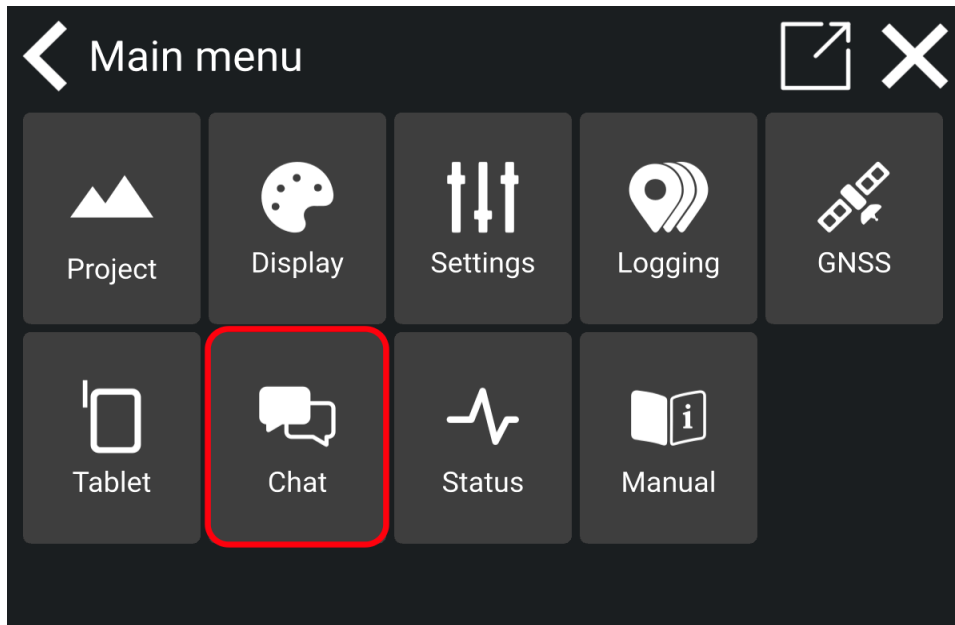 Main menu
Project
Display
Settings
Logging
GNSS
Tablet
Chat
Status
i
Manual